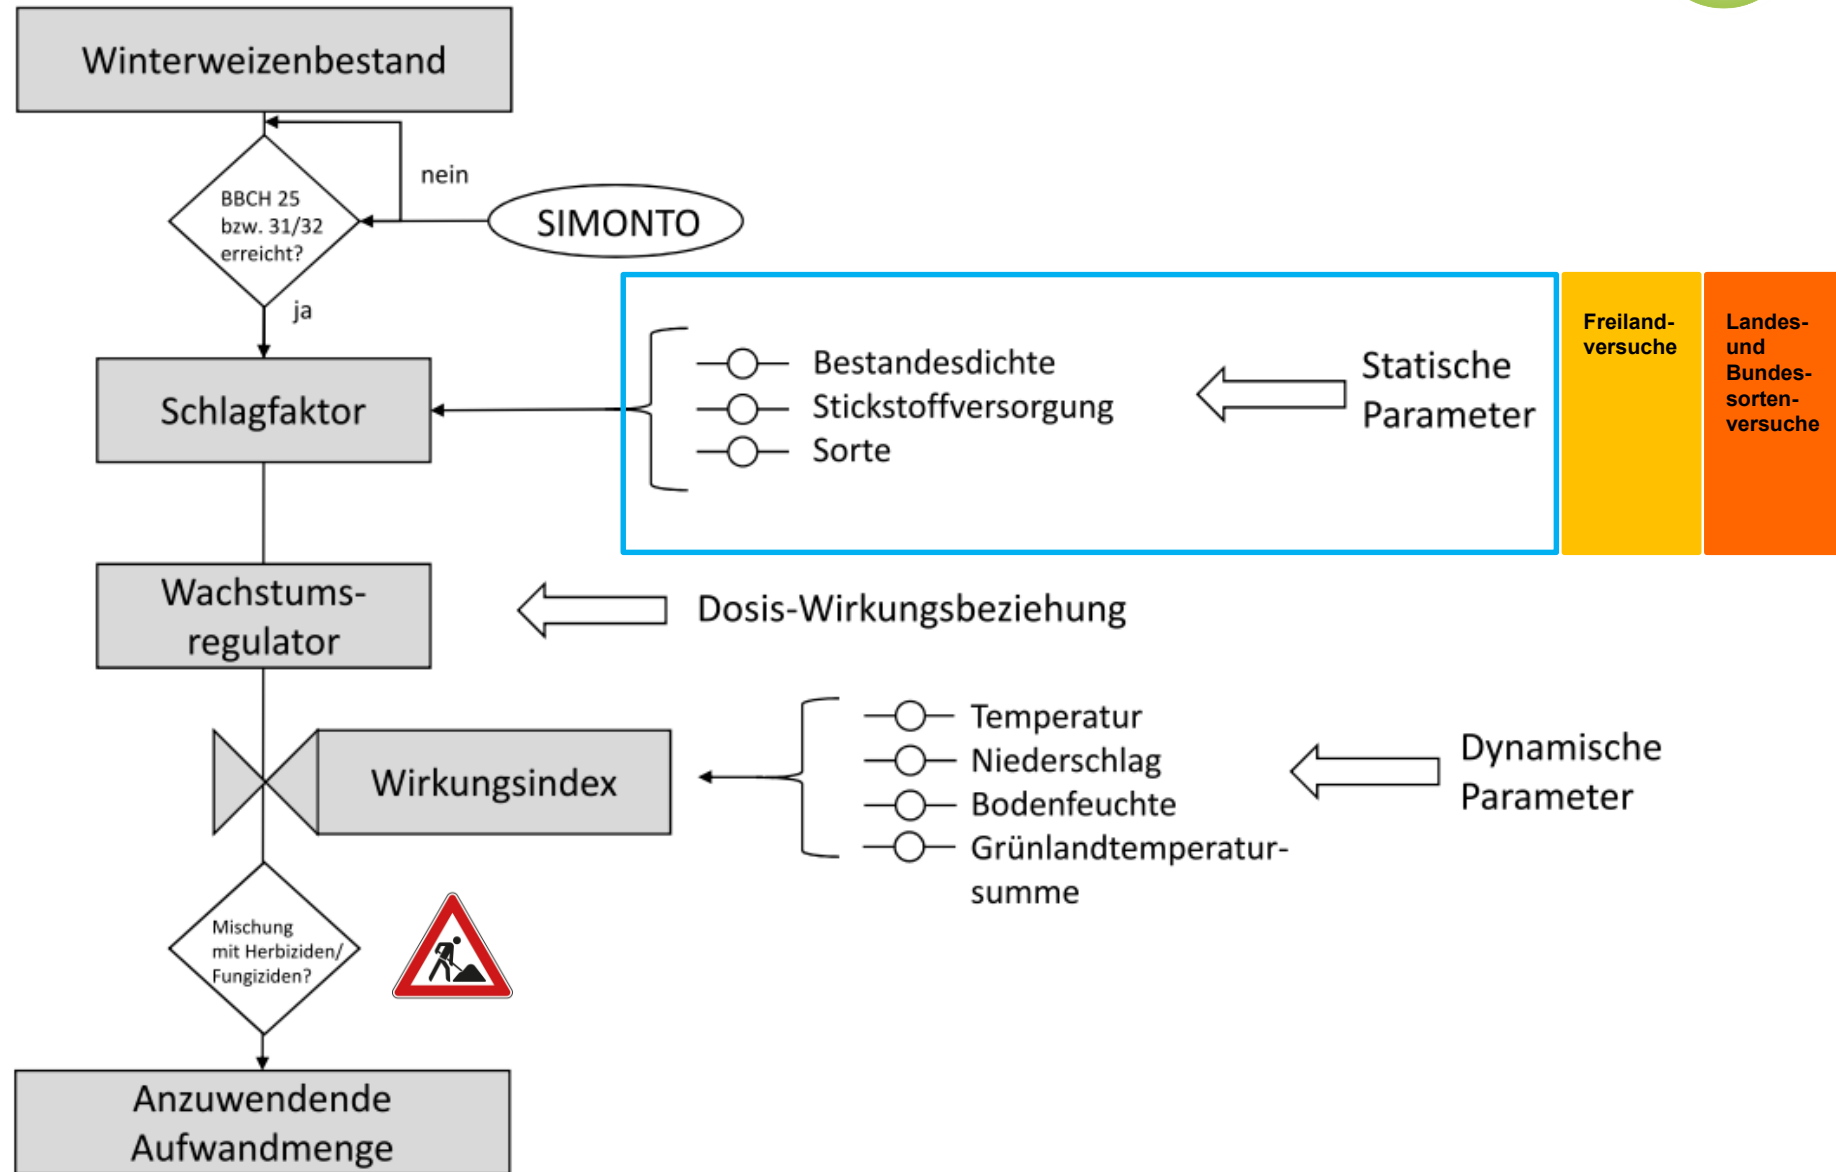 Winterweizenbestand
nein
BBCH 25
bzw. 31/32
erreicht?
SIMONTO
ja
Schlagfaktor
Bestandesdichte
Stickstoffversorgung
Sorte
Statische
Parameter
Freiland-
versuche
Landes-
und
Bundes-
sorten-
versuche
Wachstums-
regulator
Dosis-Wirkungsbeziehung
Wirkungsindex
Temperatur
Niederschlag
Bodenfeuchte
Grünlandtemperatur-
summe
Dynamische
Parameter
Mischung
mit Herbiziden/
Fungiziden?
Anzuwendende
Aufwandmenge